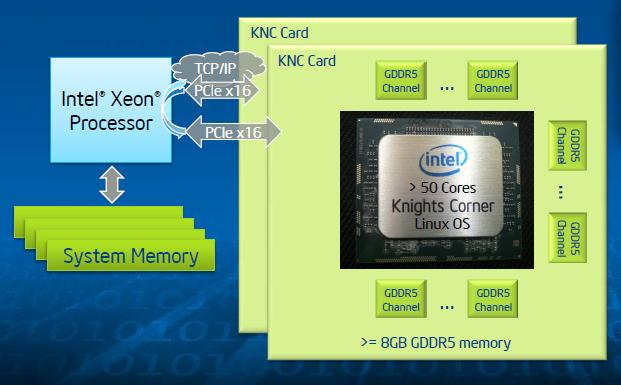 KNC Card
KNC Card
TCP/IP
PCIe x16
PCIe x16
Intel® Xeon®
Processor
System Memory
GDDR5
Channel
...
GDDR5
Channel
GDDR5
Channel
...
GDDR5
Channel
intel
> 50 Cores
Knights Corner
Linux OS
GDDR5
Channel
...
GDDR5
Channel
>= 8GB GDDR5 memory